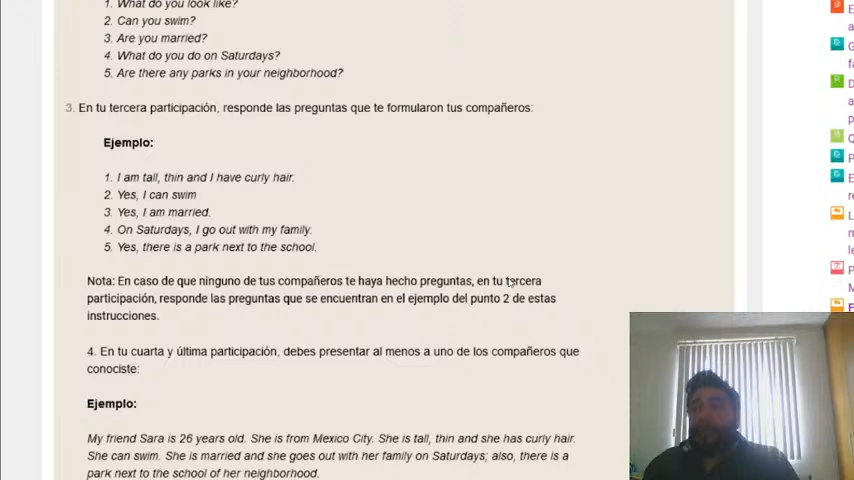 1. What do you look like?
2. Can you swim?
3. Are you married?
4. What do you do on Saturdays?
5. Are there any parks in your neighborhood?
3. En tu tercera participación, responde las preguntas que te formularon tus compañeros:
Ejemplo:
1. I am tall, thin and I have curly hair.
2. Yes, I can swim
3. Yes, I am married.
4. On Saturdays, I go out with my family.
5. Yes, there is a park next to the school.
Nota: En caso de que ninguno de tus compañeros te haya hecho preguntas, en tu tercera
participación, responde las preguntas que se encuentran en el ejemplo del punto 2 de estas
instrucciones.
4. En tu cuarta y última participación, debes presentar al menos a uno de los compañeros que
conociste:
Ejemplo:
My friend Sara is 26 years old. She is from Mexico City. She is tall, thin and she has curly hair.
She can swim. She is married and she goes out with her family on Saturdays; also, there is a
park next to the school of her neighborhood.